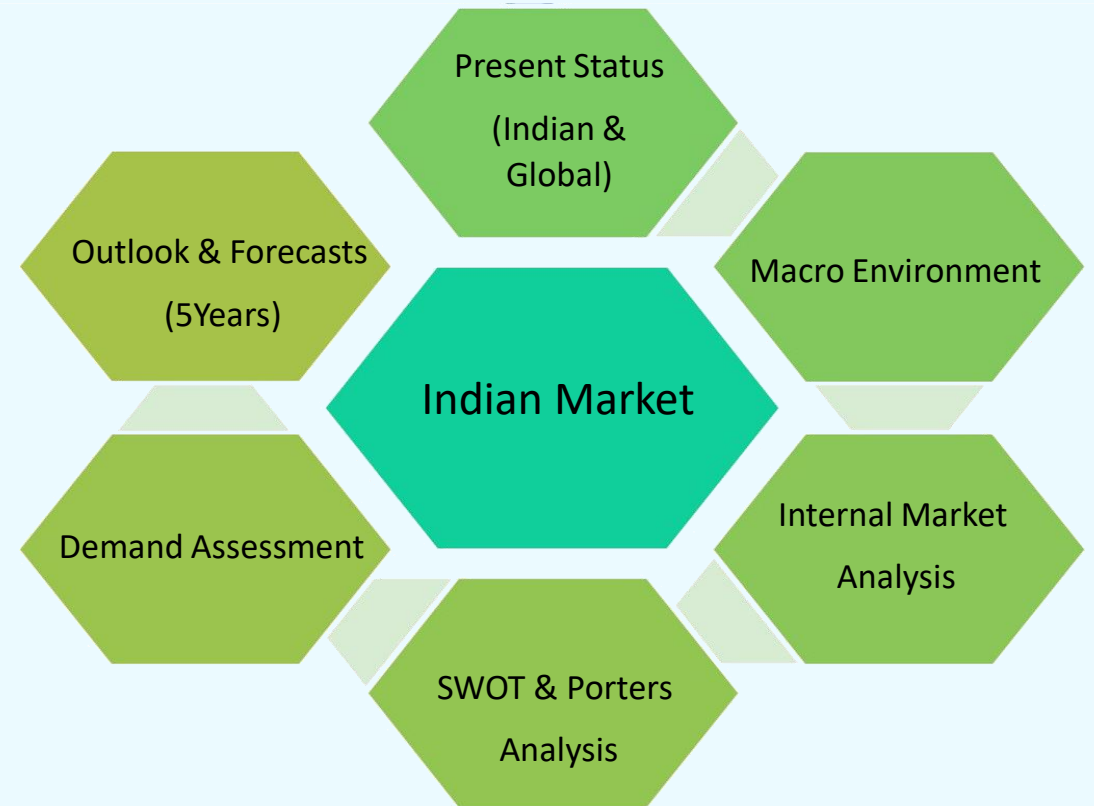 Present Status
(Indian &
Global)
Macro Environment
Internal Market
Analysis
SWOT & Porters
Analysis
Demand Assessment
Outlook & Forecasts
(5Years)
Indian Market